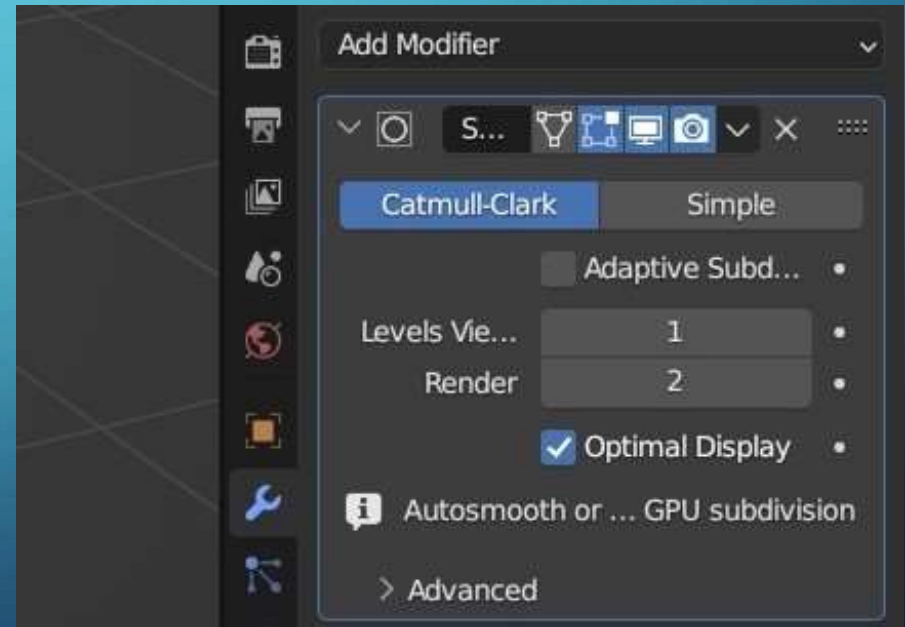 Add Modifier
S...
Catmull-Clark Simple
Adaptive Subd...
Levels Vie... 1
Render 2
Optimal Display
Autosmooth or ... GPU subdivision
Advanced